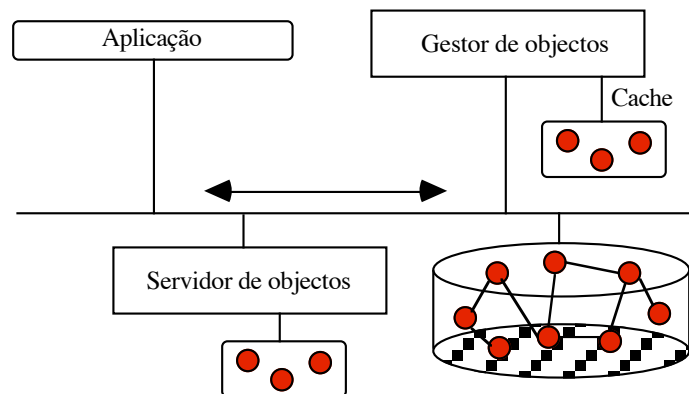 Aplicação
Gestor de objectos
Cache
Servidor de objectos